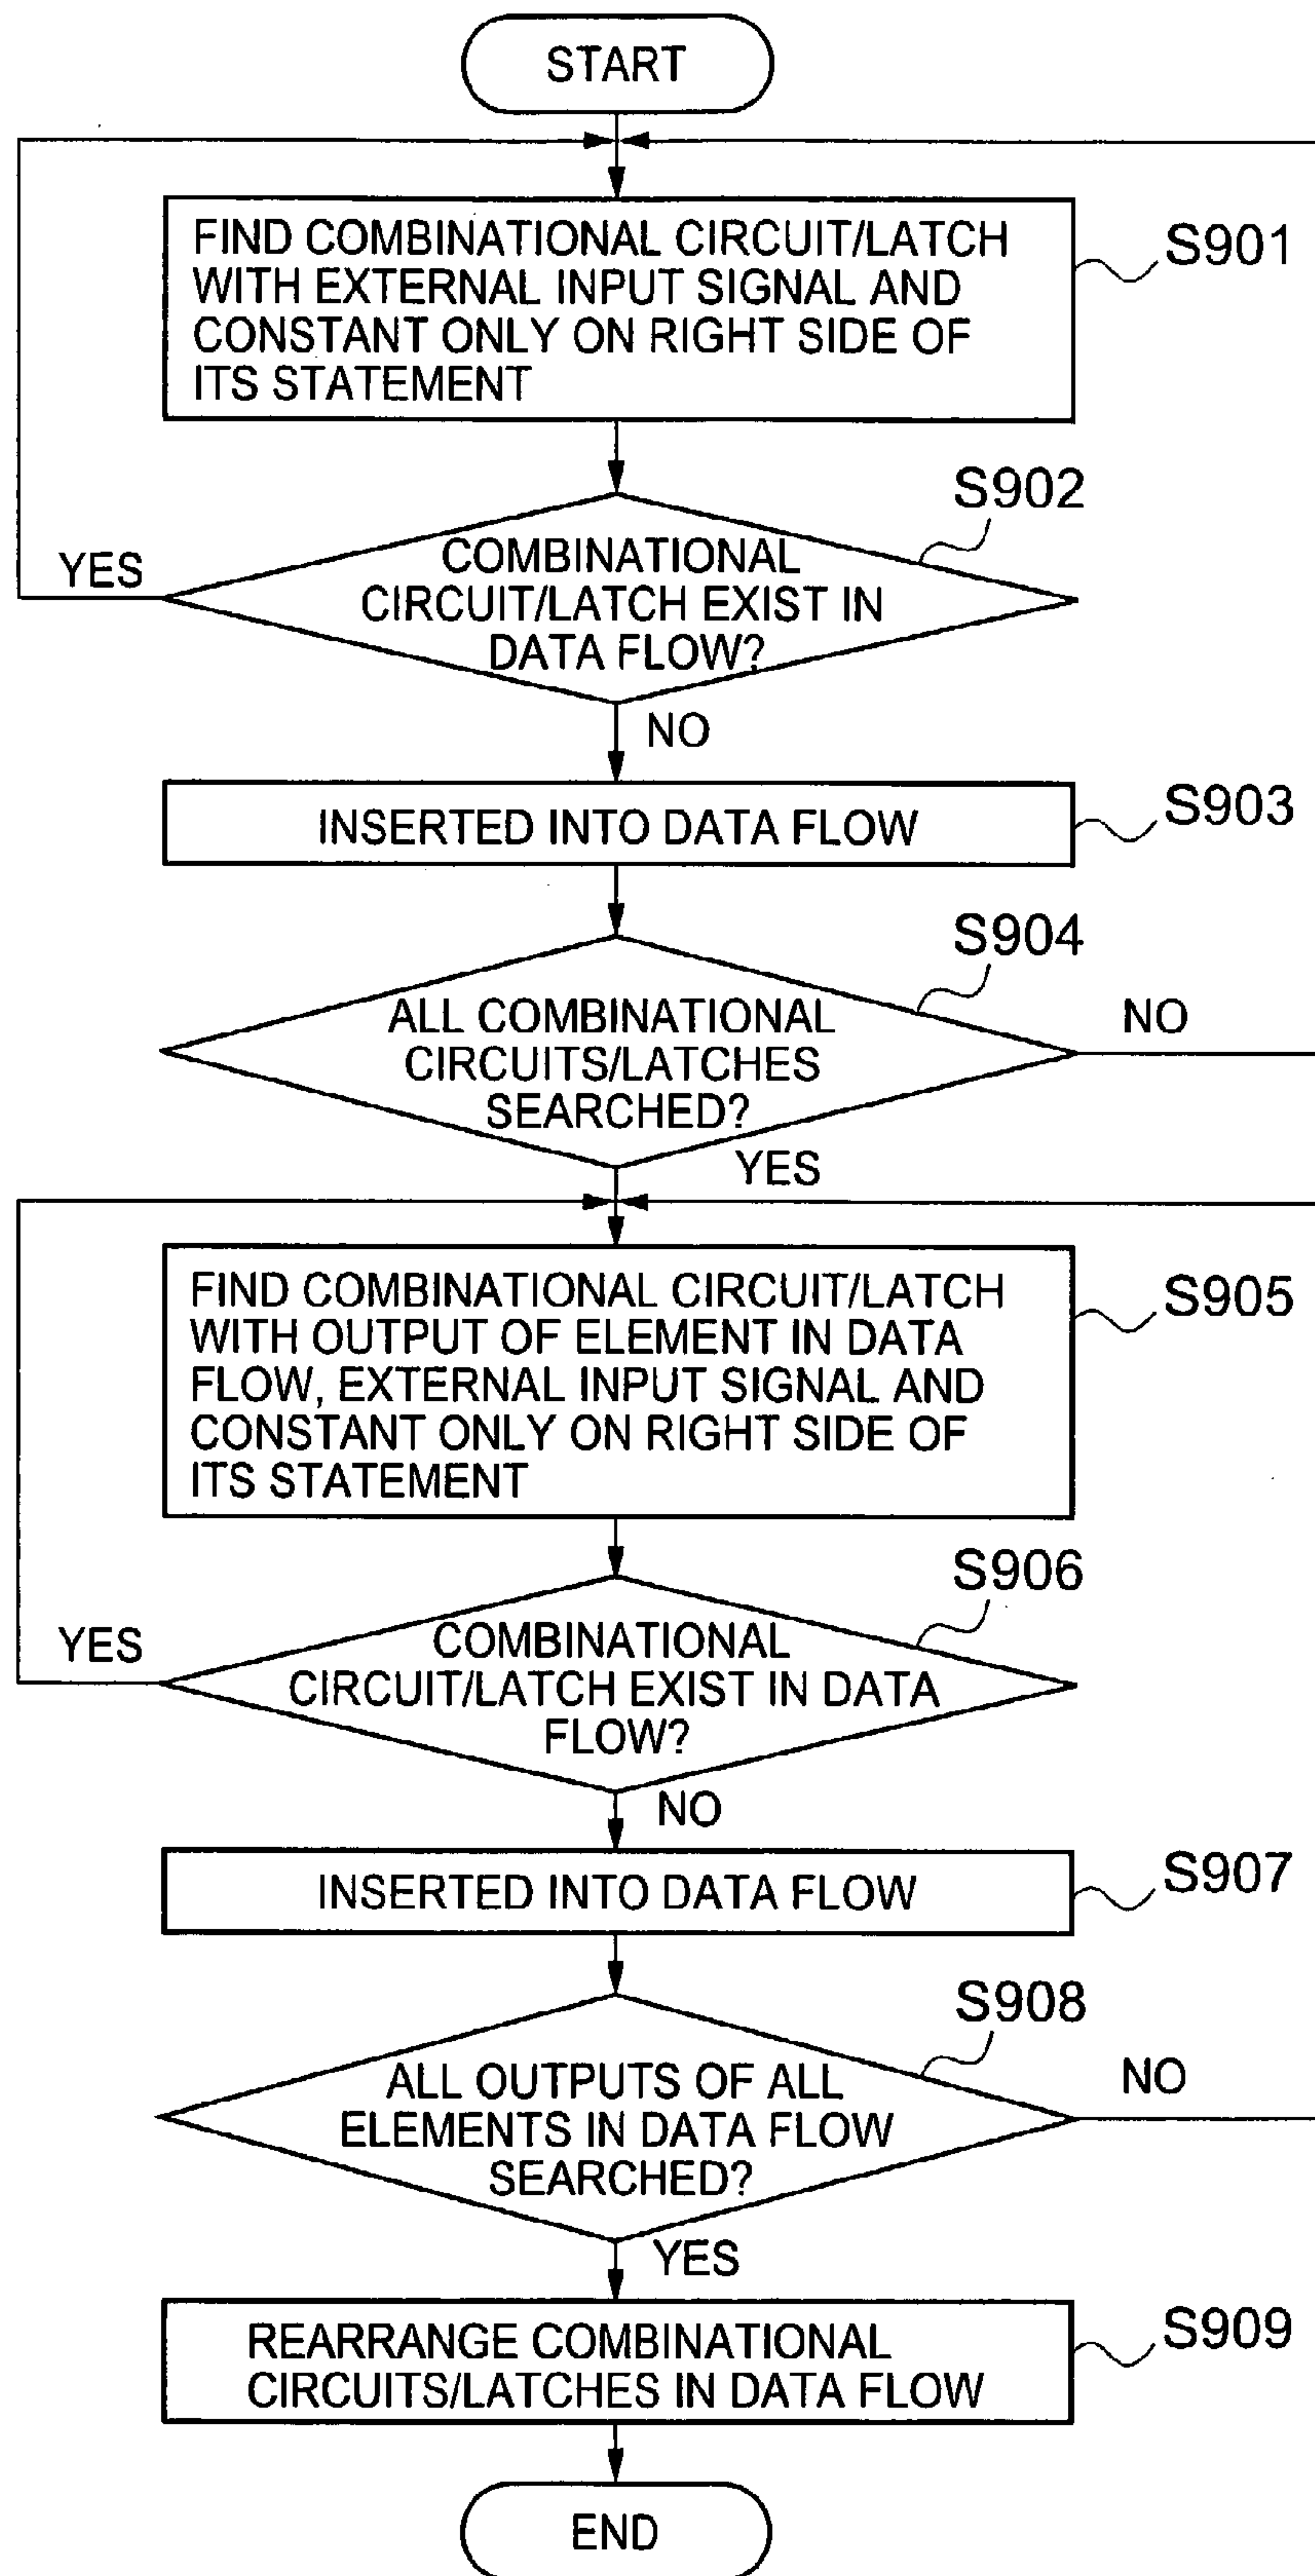 START
FIND COMBINATIONAL CIRCUIT/LATCH
WITH EXTERNAL INPUT SIGNAL AND
CONSTANT ONLY ON RIGHT SIDE OF
ITS STATEMENT
S901
S902
COMBINATIONAL
CIRCUIT/LATCH EXIST IN
DATA FLOW?
YES
NO
INSERTED INTO DATA FLOW
S903
S904
ALL COMBINATIONAL
CIRCUITS/LATCHES
SEARCHED?
NO
YES
FIND COMBINATIONAL CIRCUIT/LATCH
WITH OUTPUT OF ELEMENT IN DATA
FLOW, EXTERNAL INPUT SIGNAL AND
CONSTANT ONLY ON RIGHT SIDE OF
ITS STATEMENT
S905
S906
COMBINATIONAL
CIRCUIT/LATCH EXIST IN DATA
FLOW?
YES
NO
INSERTED INTO DATA FLOW
S907
S908
ALL OUTPUTS OF ALL
ELEMENTS IN DATA FLOW
SEARCHED?
NO
YES
REARRANGE COMBINATIONAL
CIRCUITS/LATCHES IN DATA FLOW
S909
END